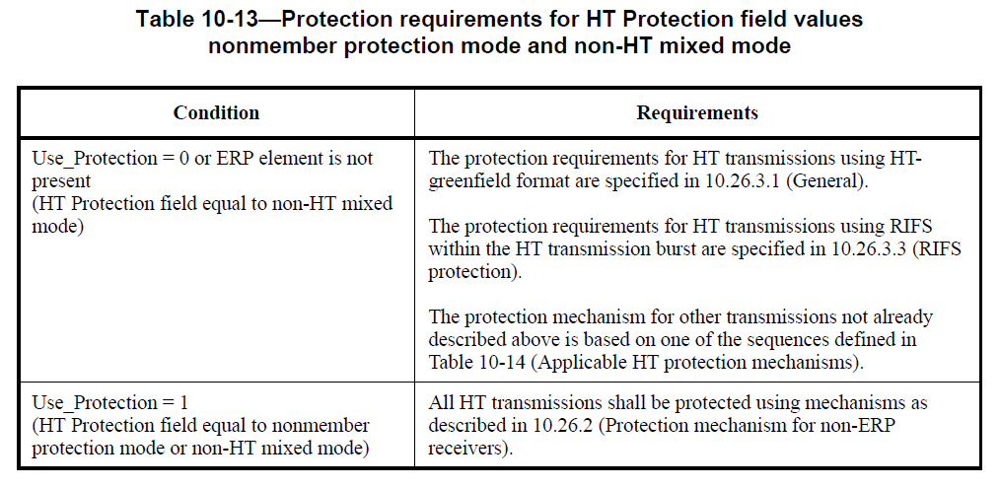 Table 10-13—Protection requirements for HT Protection field values
nonmember protection mode and non-HT mixed mode
Condition
Requirements
Use_Protection = 0 or ERP element is not
present
(HT Protection field equal to non-HT mixed
mode)
The protection requirements for HT transmissions using HT-
greenfield format are specified in 10.26.3.1 (General).
The protection requirements for HT transmissions using RIFS
within the HT transmission burst are specified in 10.26.3.3 (RIFS
protection).
The protection mechanism for other transmissions not already
described above is based on one of the sequences defined in
Table 10-14 (Applicable HT protection mechanisms).
Use_Protection = 1
(HT Protection field equal to nonmember
protection mode or non-HT mixed mode)
All HT transmissions shall be protected using mechanisms as
described in 10.26.2 (Protection mechanism for non-ERP
receivers).